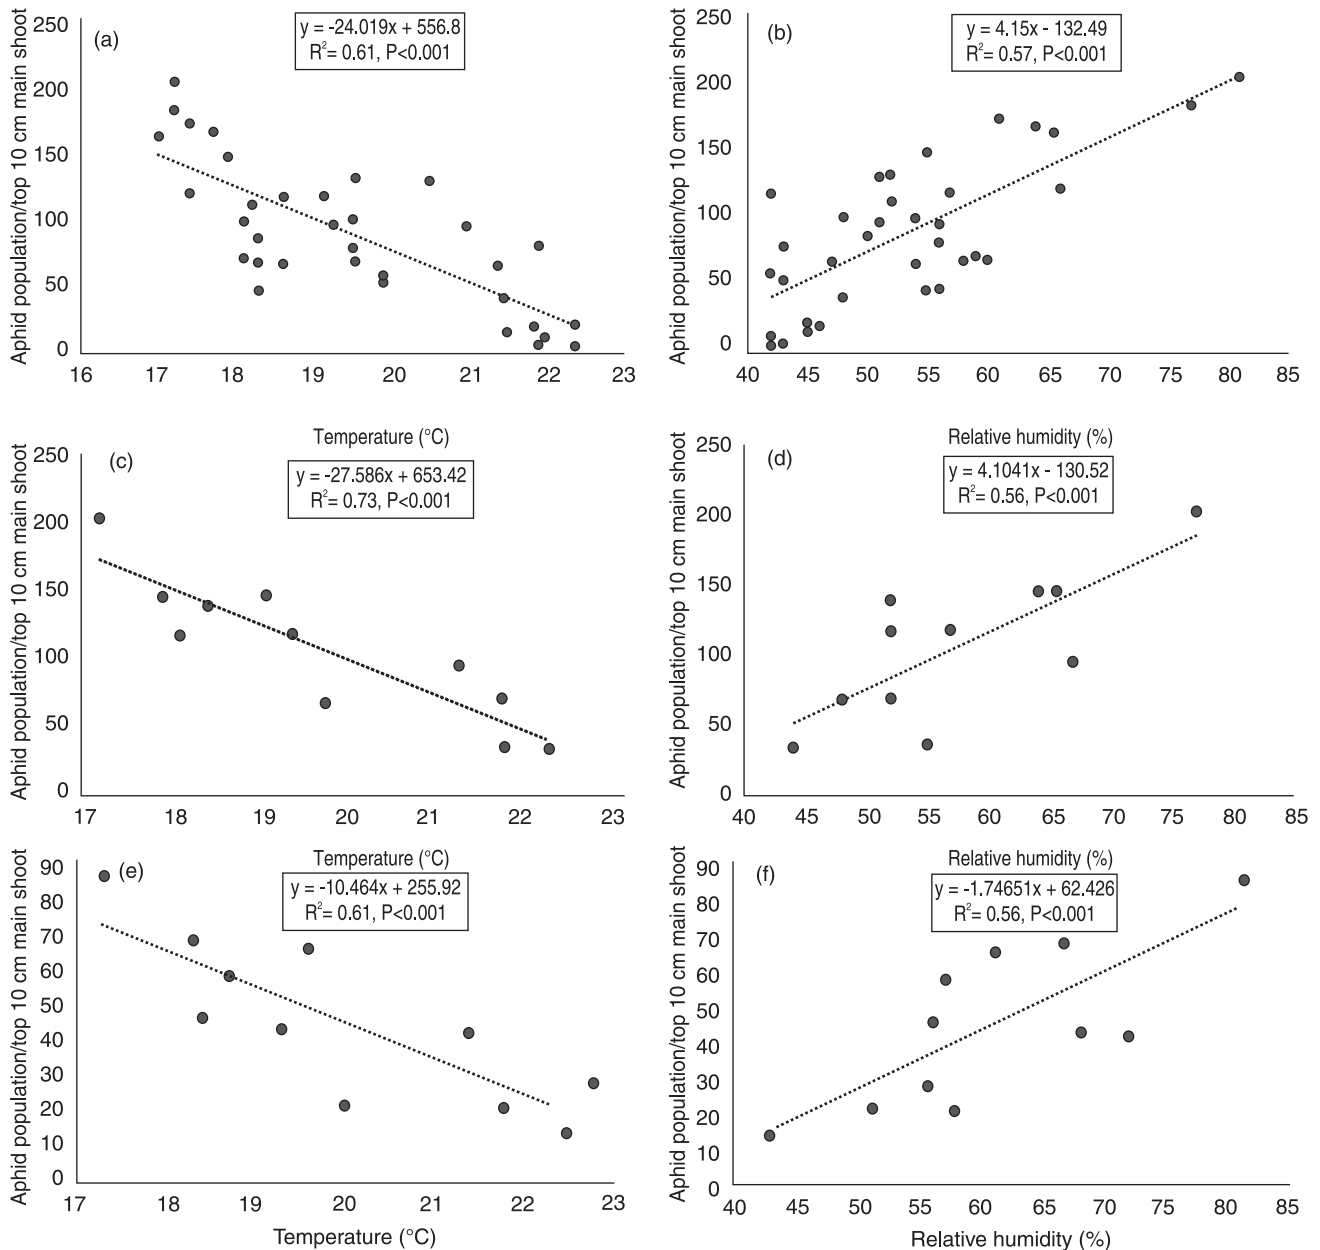 (a)
y = -24.019x + 556.8
R²= 0.61, P<0.001
Aphid population/top 10 cm main shoot
250
200
150
100
50
0
16 17 18 19 20 21 22 23
Temperature (°C)
(b)
y = 4.15x - 132.49
R²= 0.57, P<0.001
Aphid population/top 10 cm main shoot
250
200
150
100
50
0
40 45 50 55 60 65 70 75 80 85
Relative humidity (%)
(c)
y = -27.586x + 653.42
R²= 0.73, P<0.001
Aphid population/top 10 cm main shoot
250
200
150
100
50
0
17 18 19 20 21 22 23
Temperature (°C)
(d)
y = 4.1041x - 130.52
R²= 0.56, P<0.001
Aphid population/top 10 cm main shoot
250
200
150
100
50
0
40 45 50 55 60 65 70 75 80 85
Relative humidity (%)
(e)
y = -10.464x + 255.92
R²= 0.61, P<0.001
Aphid population/top 10 cm main shoot
90
80
70
60
50
40
30
20
10
0
17 18 19 20 21 22 23
Temperature (°C)
(f)
y = -1.74651x + 62.426
R²= 0.56, P<0.001
Aphid population/top 10 cm main shoot
90
80
70
60
50
40
30
20
10
0
40 45 50 55 60 65 70 75 80 85
Relative humidity (%)